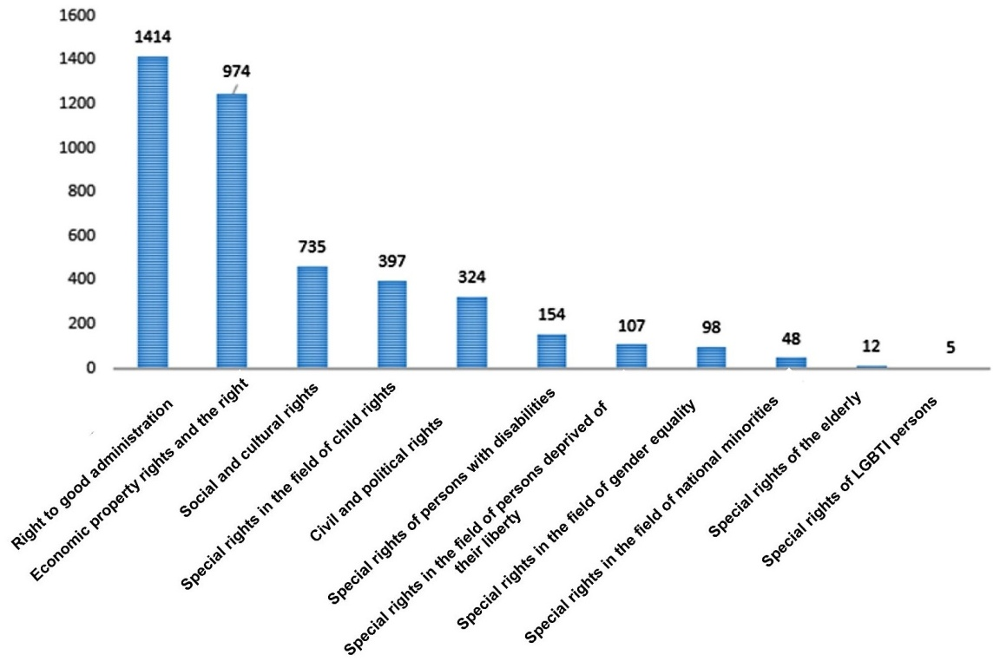 1600
1400
1200
1000
800
600
400
200
0
1414
974
735
397
324
154
107
98
48
12
5
Right to good administration
Economic property rights and the right
Social and cultural rights
Special rights in the field of child rights
Civil and political rights
Special rights of persons with disabilities
Special rights in the field of persons deprived of
their liberty
Special rights in the field of gender equality
Special rights in the field of national minorities
Special rights of the elderly
Special rights of LGBTI persons